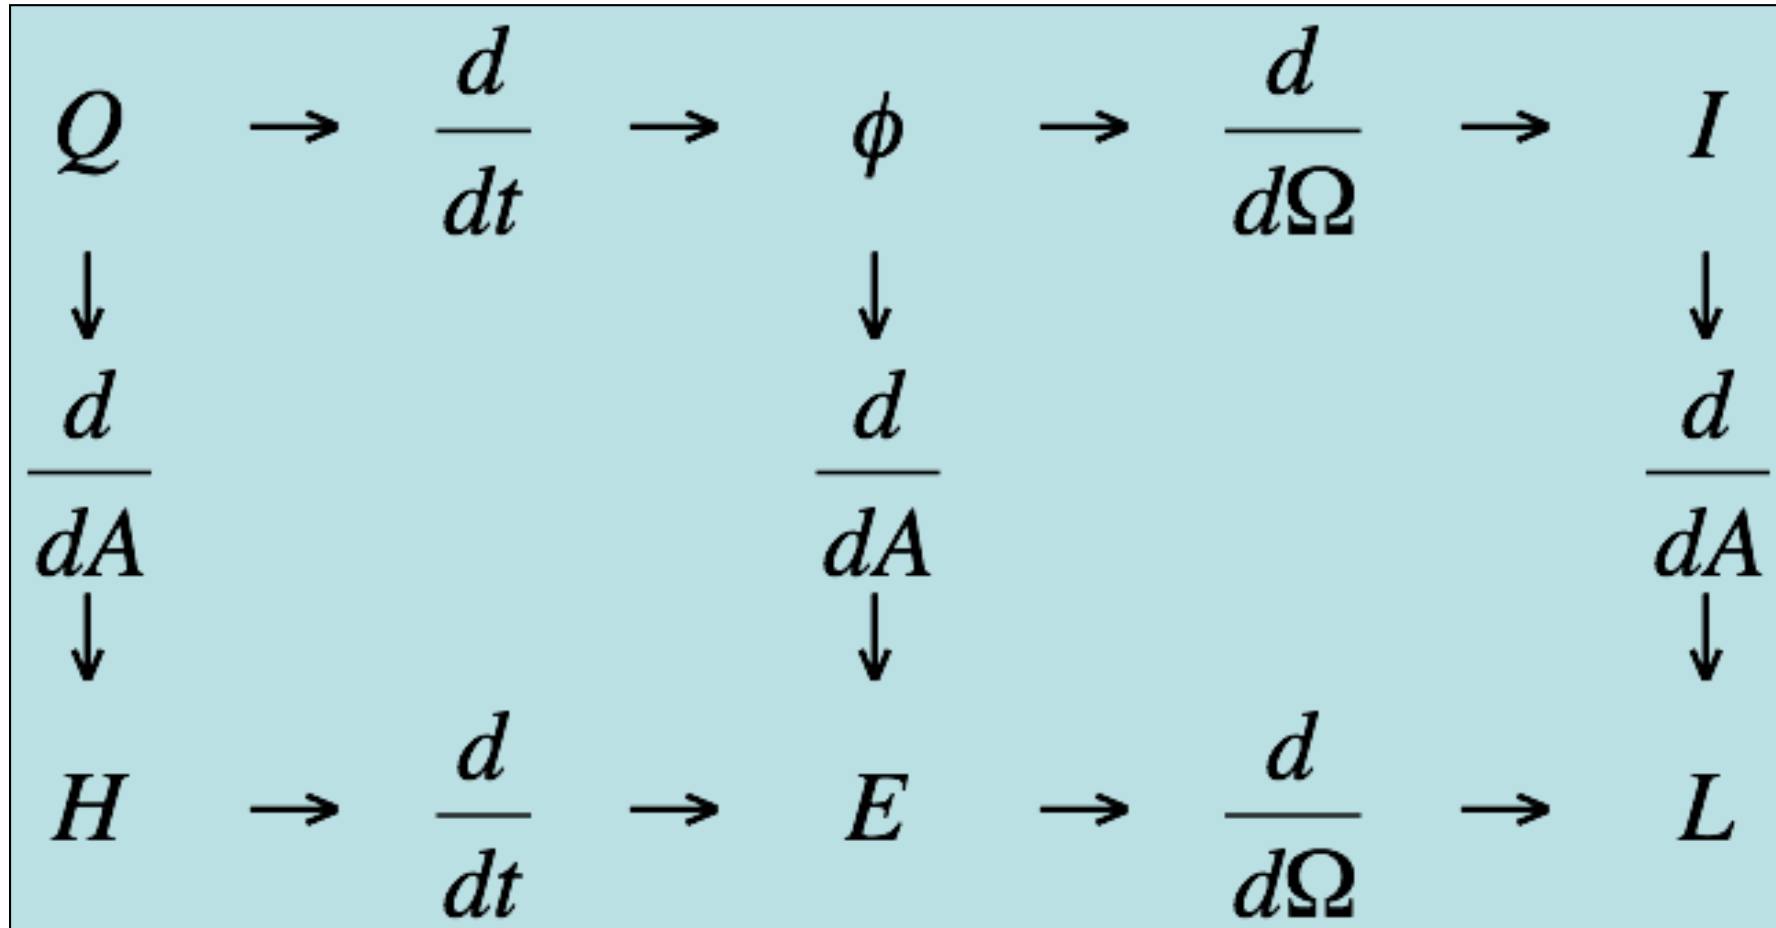 Q → d/dt → ϕ → d/dΩ → I
↓ ↓ ↓
d/dA d/dA d/dA
↓ ↓ ↓
H → d/dt → E → d/dΩ → L